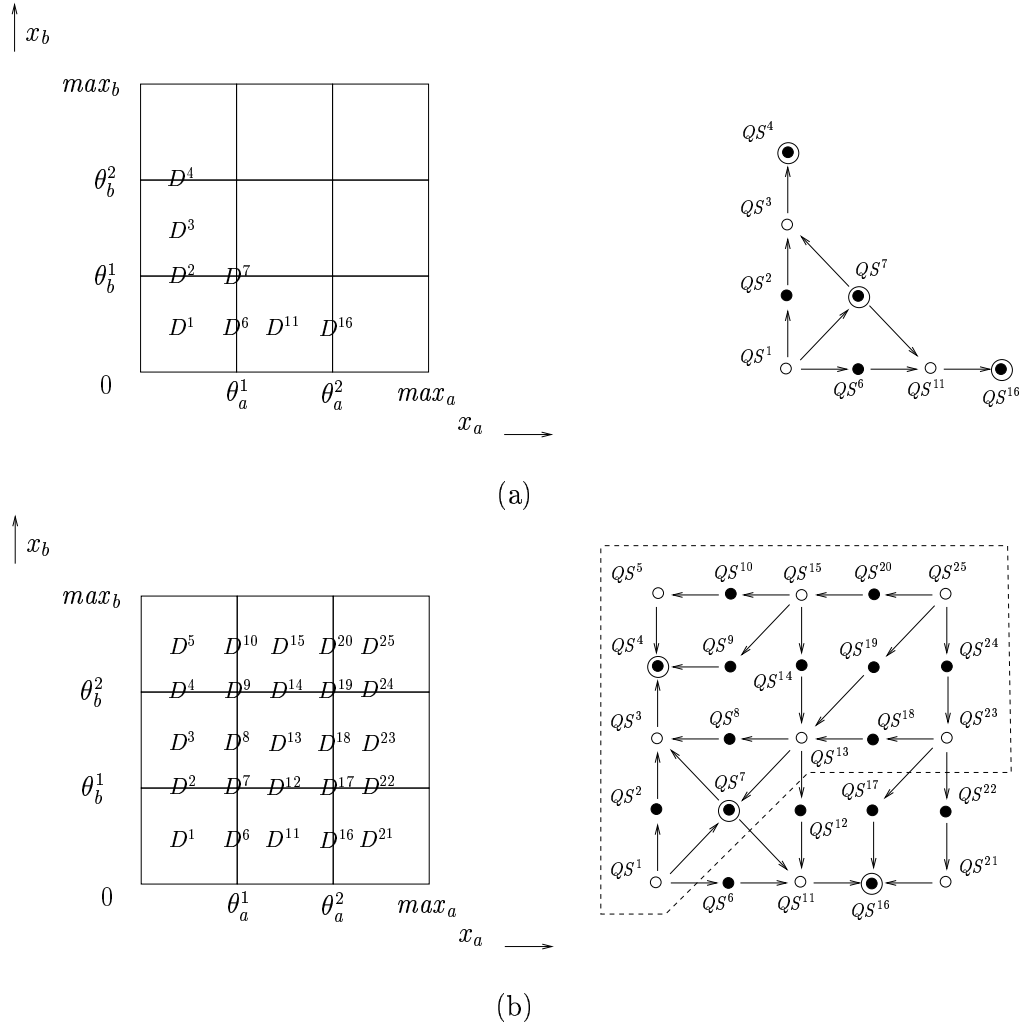 x_b
max_b
θ_b^2 D^4
D^3
θ_b^1 D^2 D^7
D^1 D^6 D^11 D^16
0 θ_a^1 θ_a^2 max_a
x_a
QS^4
QS^3
QS^2 QS^7
QS^1
QS^6 QS^11 QS^16
(a)
x_b
max_b
D^5 D^10 D^15 D^20 D^25
θ_b^2 D^4 D^9 D^14 D^19 D^24
D^3 D^8 D^13 D^18 D^23
θ_b^1 D^2 D^7 D^12 D^17 D^22
D^1 D^6 D^11 D^16 D^21
0 θ_a^1 θ_a^2 max_a
x_a
QS^5 QS^10 QS^15 QS^20 QS^25
QS^4 QS^9 QS^19 QS^24
QS^14
QS^3 QS^8 QS^18 QS^23
QS^13
QS^7
QS^2 QS^17 QS^22
QS^12
QS^1 QS^21
QS^6 QS^11 QS^16
(b)